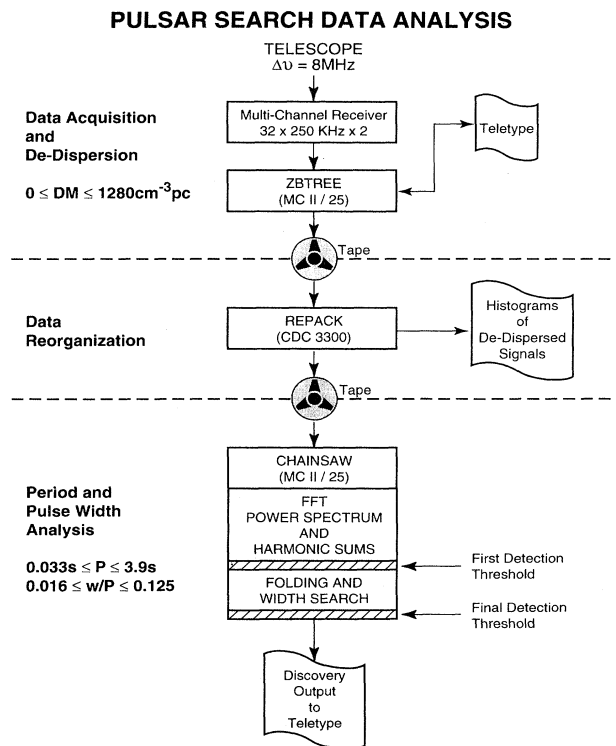 PULSAR SEARCH DATA ANALYSIS
TELESCOPE
Δυ = 8MHz
Data Acquisition
and
De-Dispersion
0 ≤ DM ≤ 1280cm⁻³pc
Multi-Channel Receiver
32 x 250 KHz x 2
Teletype
ZBTREE
(MC II / 25)
Tape
Data
Reorganization
REPACK
(CDC 3300)
Histograms
of
De-Dispersed
Signals
Tape
Period and
Pulse Width
Analysis
0.033s ≤ P ≤ 3.9s
0.016 ≤ w/P ≤ 0.125
CHAINSAW
(MC II / 25)
FFT
POWER SPECTRUM
AND
HARMONIC SUMS
First Detection
Threshold
FOLDING AND
WIDTH SEARCH
Final Detection
Threshold
Discovery
Output
to
Teletype